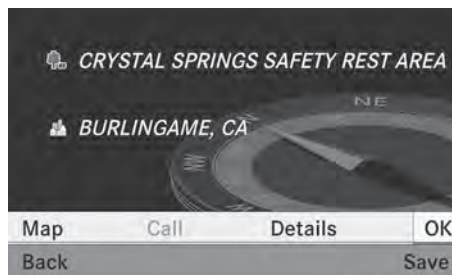 CRYSTAL SPRINGS SAFETY REST AREA
NE
BURLINGAME, CA
Map Call Details OK
Back Save